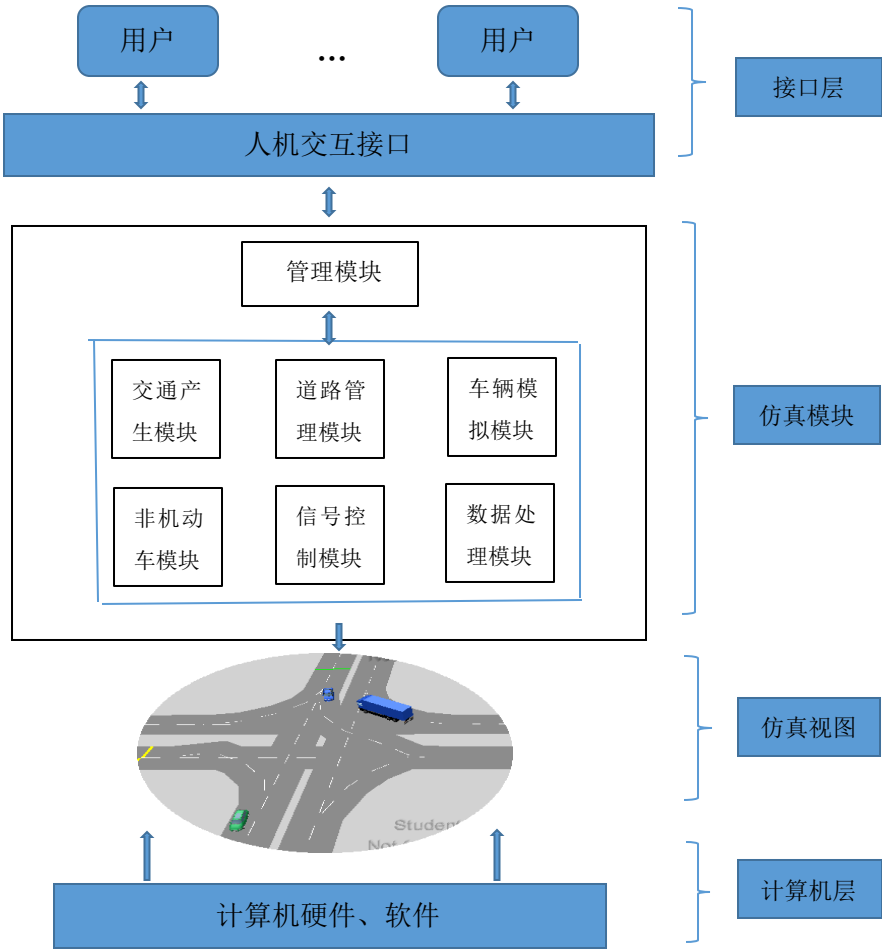 用户
...
用户
接口层
人机交互接口
管理模块
交通产
生模块
道路管
理模块
车辆模
拟模块
仿真模块
非机动
车模块
信号控
制模块
数据处
理模块
仿真视图
Student
Not
计算机层
计算机硬件、软件